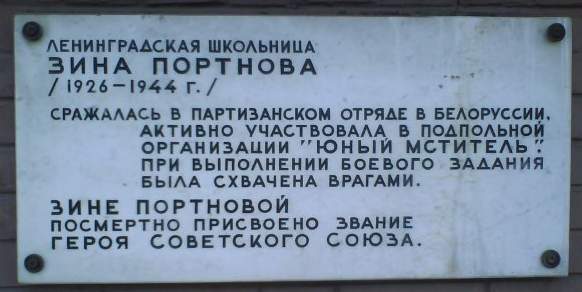 ЛЕНИНГРАДСКАЯ ШКОЛЬНИЦА
ЗИНА ПОРТНОВА
/1926-1944 г./
СРАЖАЛАСЬ В ПАРТИЗАНСКОМ ОТРЯДЕ В БЕЛОРУССИИ,
АКТИВНО УЧАСТВОВАЛА В ПОДПОЛЬНОЙ
ОРГАНИЗАЦИИ "ЮНЫЙ МСТИТЕЛЬ".
ПРИ ВЫПОЛНЕНИИ БОЕВОГО ЗАДАНИЯ
БЫЛА СХВАЧЕНА ВРАГАМИ.
ЗИНЕ ПОРТНОВОЙ
ПОСМЕРТНО ПРИСВОЕНО ЗВАНИЕ
ГЕРОЯ СОВЕТСКОГО СОЮЗА.